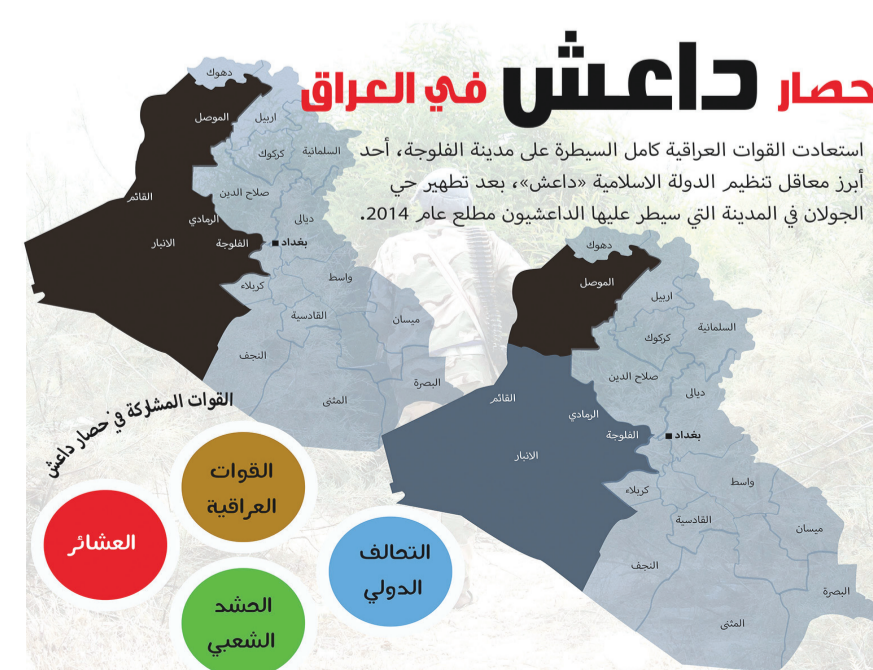 حصار داعش في العراق
استعادت القوات العراقية كامل السيطرة على مدينة الفلوجة، أحد
أبرز معاقل تنظيم الدولة الاسلامية «داعش»، بعد تطهير حي
الجولان في المدينة التي سيطر عليها الداعشيون مطلع عام 2014.
دهوك
الموصل
اربيل
السلمانية
كركوك
صلاح الدين
القائم
ديالى
الرمادي
الفلوجة
الانبار
بغداد
واسط
كربلاء
القادسية
ميسان
النجف
البصرة
المثنى
دهوك
الموصل
اربيل
السلمانية
كركوك
صلاح الدين
ديالى
القائم
الرمادي
الفلوجة
بغداد
الانبار
واسط
كربلاء
القادسية
ميسان
النجف
البصرة
المثنى
القوات المشاركة في حصار داعش
القوات
العراقية
العشائر
التحالف
الدولي
الحشد
الشعبي